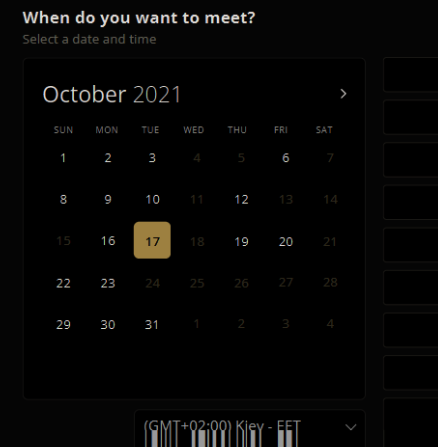 When do you want to meet?
Select a date and time
October 2021
SUN MON TUE WED THU FRI SAT
1 2 3 4 5 6 7
8 9 10 11 12 13 14
15 16 17 18 19 20 21
22 23 24 25 26 27 28
29 30 31 1 2 3 4
(GMT+02:00) Kiev - EET